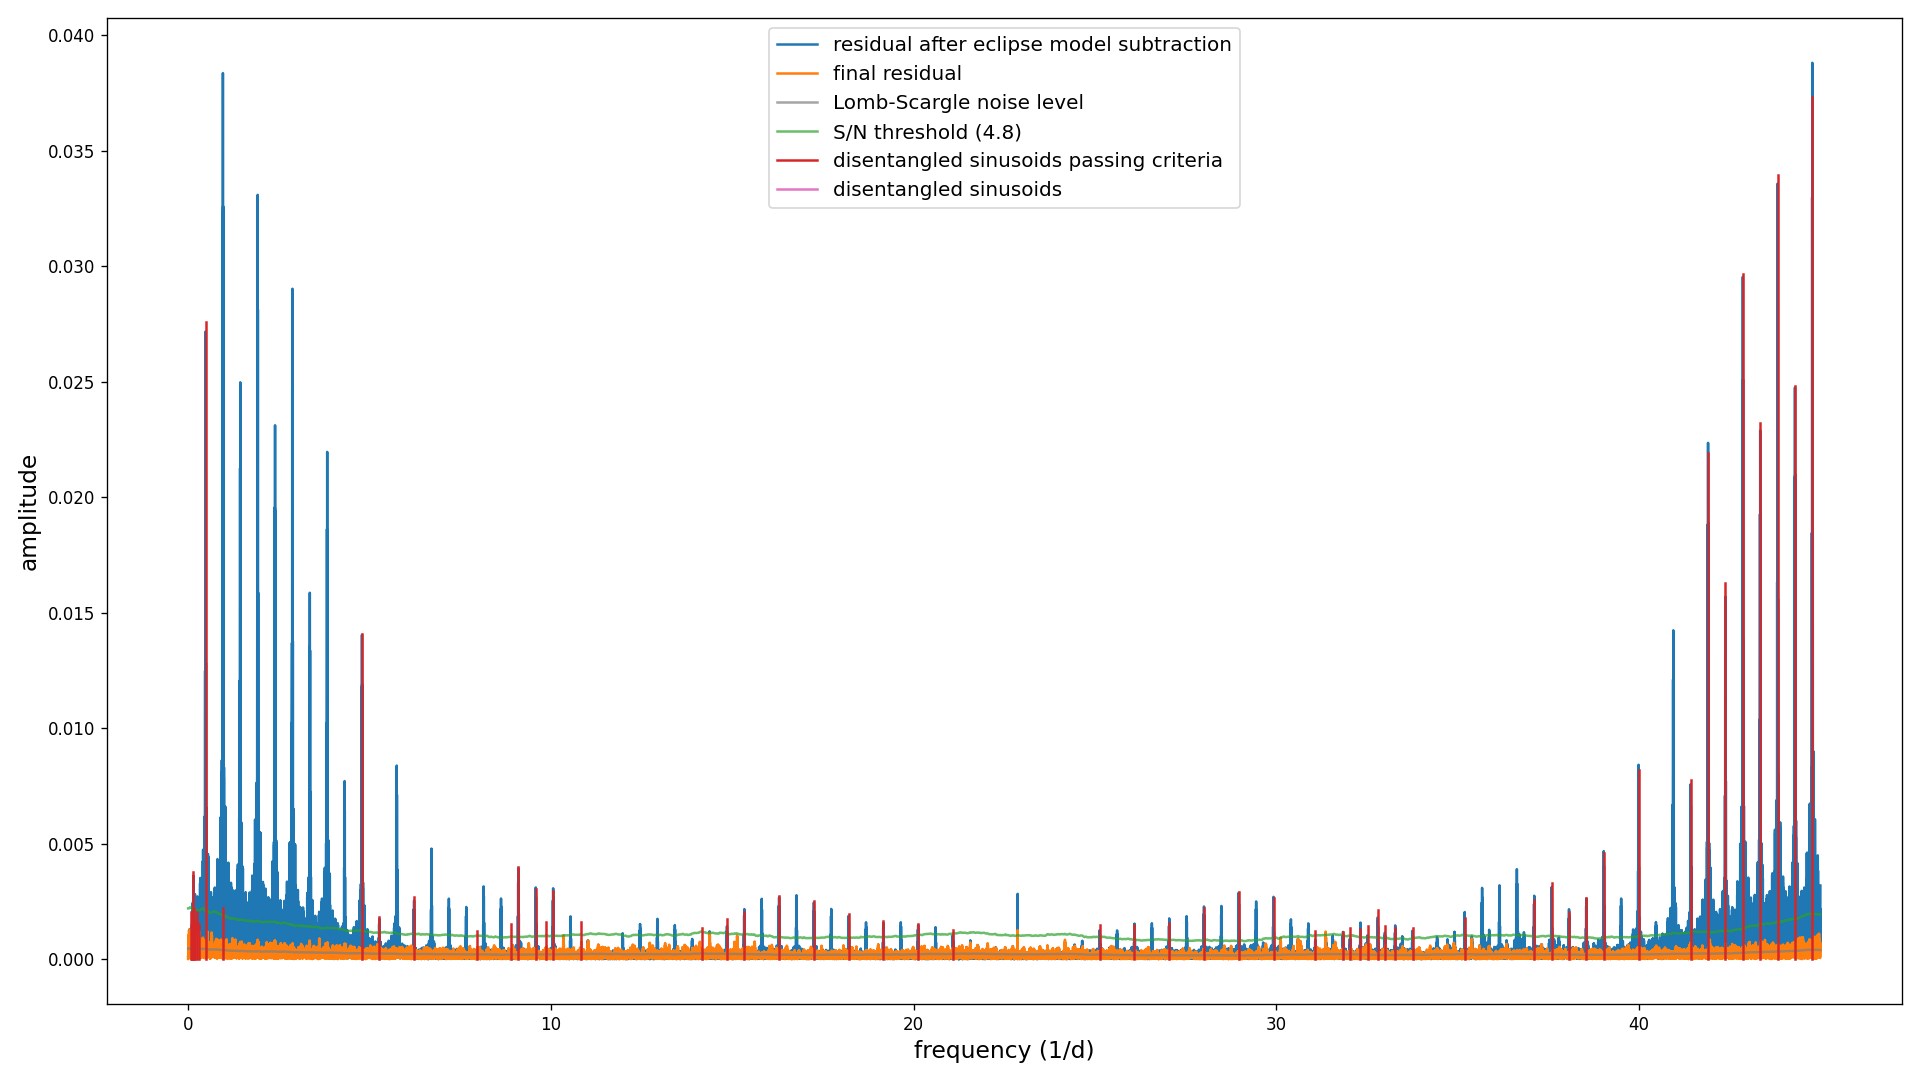 0.040
0.035
0.030
0.025
0.020
0.015
0.010
0.005
0.000
amplitude
residual after eclipse model subtraction
final residual
Lomb-Scargle noise level
S/N threshold (4.8)
disentangled sinusoids passing criteria
disentangled sinusoids
0 10 20 30 40
frequency (1/d)